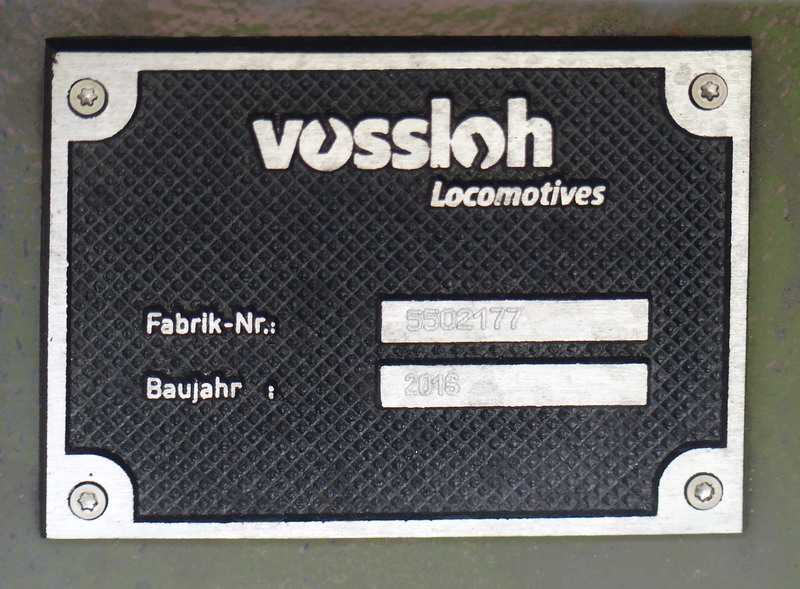 vossloh
Locomotives
Fabrik-Nr.: 5502177
Baujahr : 2016